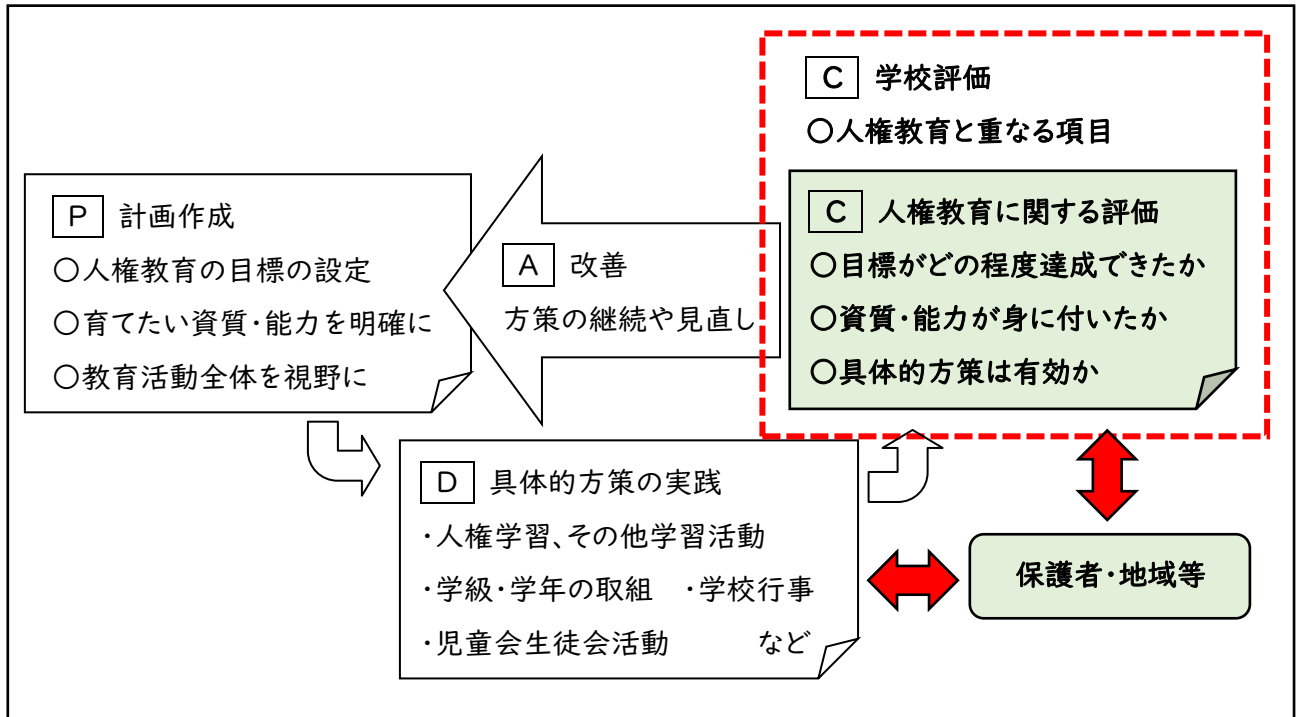 C 学校評価
○人権教育と重なる項目
C 人権教育に関する評価
○目標がどの程度達成できたか
○資質・能力が身に付いたか
○具体的方策は有効か
P 計画作成
○人権教育の目標の設定
○育てたい資質・能力を明確に
○教育活動全体を視野に
A 改善
方策の継続や見直し
D 具体的方策の実践
・人権学習、その他学習活動
・学級・学年の取組 ・学校行事
・児童会生徒会活動 など
保護者・地域等